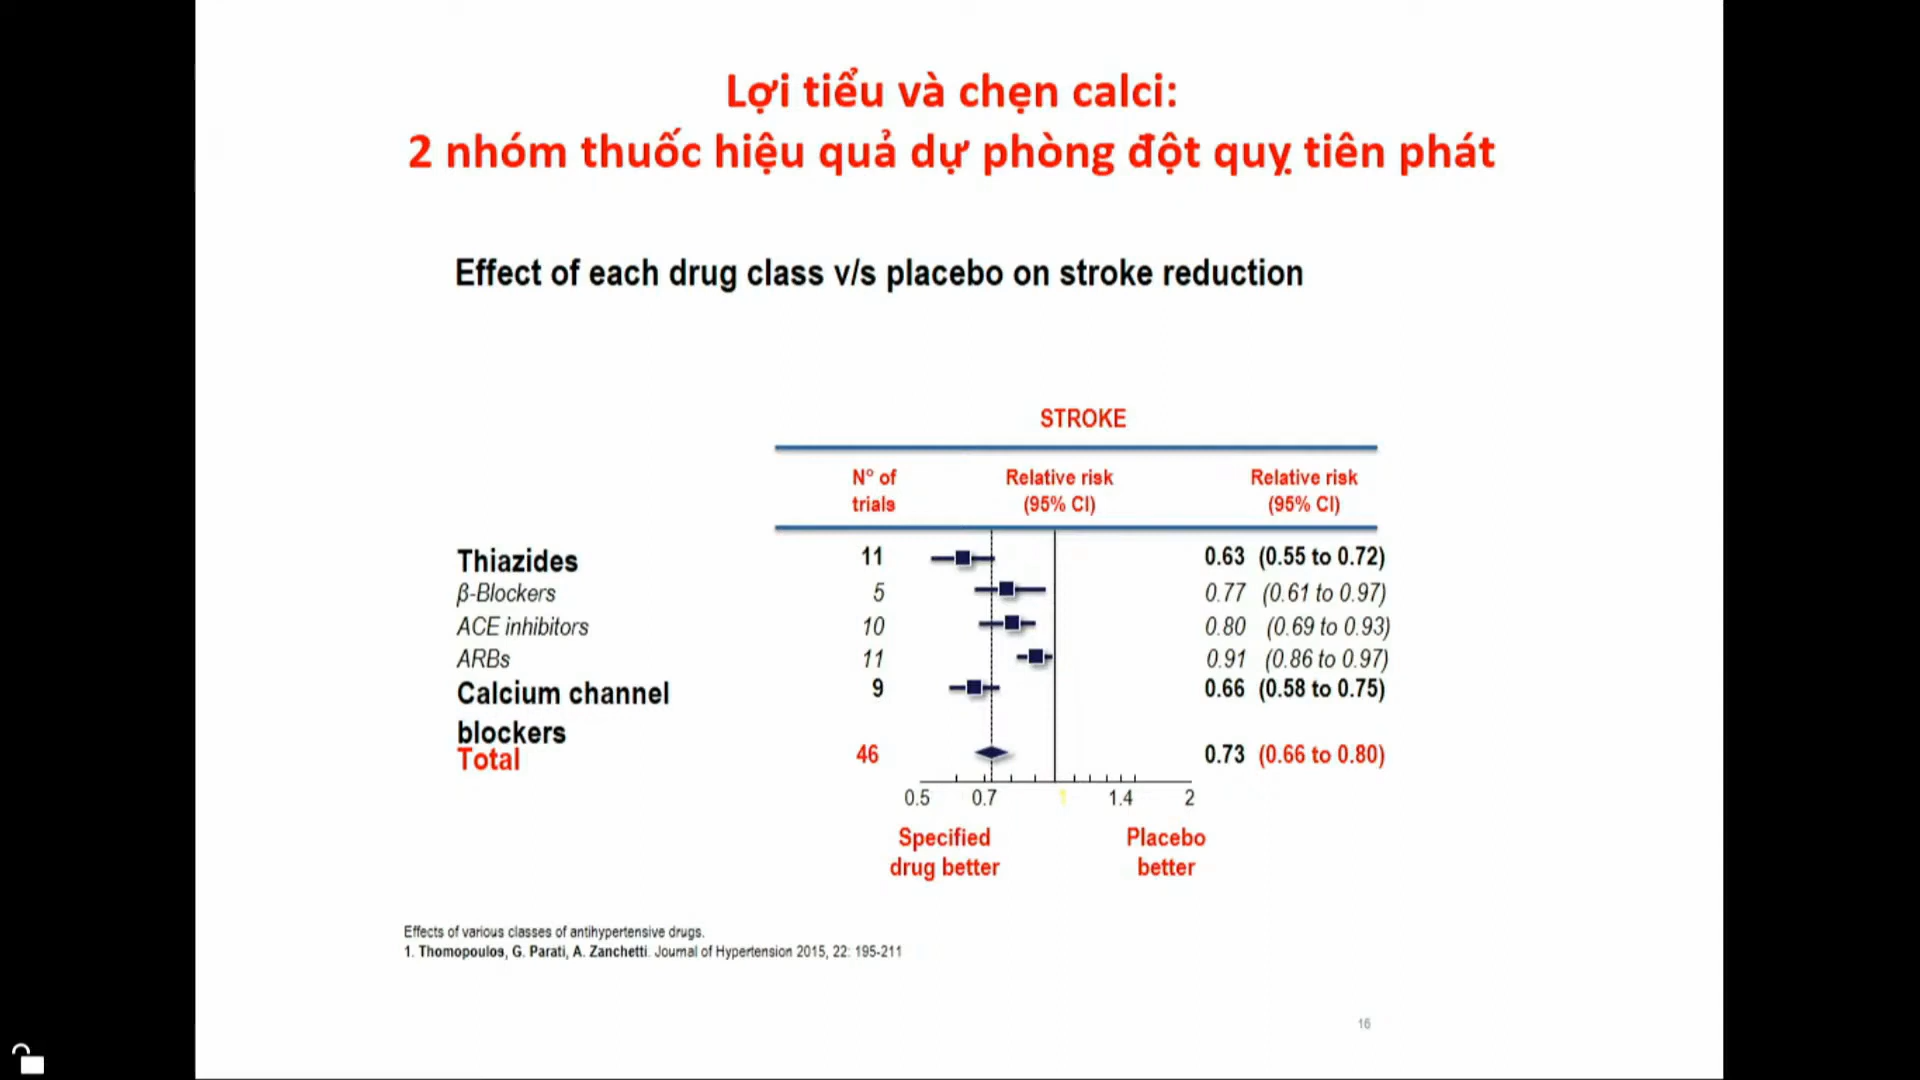 Lợi tiểu và chẹn calci:
2 nhóm thuốc hiệu quả dự phòng đột quỵ tiên phát
Effect of each drug class v/s placebo on stroke reduction
STROKE
N° of trials
Relative risk (95% CI)
Relative risk (95% CI)
Thiazides 11 0.63 (0.55 to 0.72)
β-Blockers 5 0.77 (0.61 to 0.97)
ACE inhibitors 10 0.80 (0.69 to 0.93)
ARBs 11 0.91 (0.86 to 0.97)
Calcium channel 9 0.66 (0.58 to 0.75)
blockers
Total 46 0.73 (0.66 to 0.80)
0.5 0.7 1 1.4 2
Specified drug better
Placebo better
Effects of various classes of antihypertensive drugs.
1. Thomopoulos, G. Parati, A. Zanchetti. Journal of Hypertension 2015, 22: 195-211
16